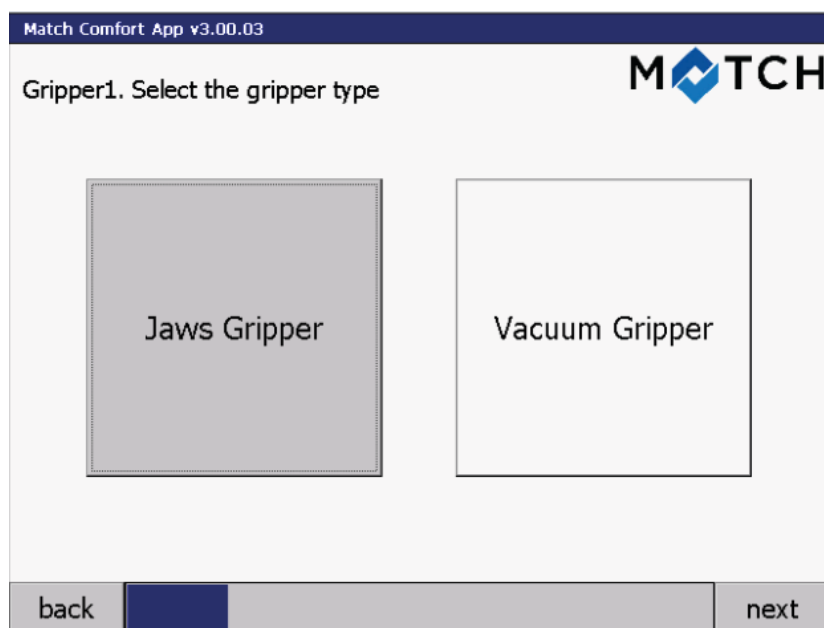 Match Comfort App v3.00.03
MATCH
Gripper1. Select the gripper type
Jaws Gripper
Vacuum Gripper
back
next